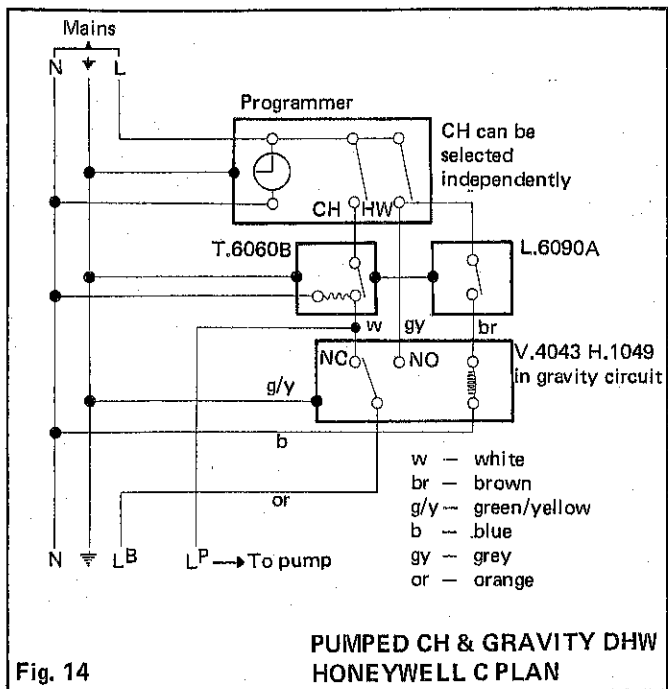 Mains
N ⏚ L
Programmer
CH can be
selected
independently
CH HW
T.6060B
L.6090A
w gy br
NC NO
V.4043 H.1049
in gravity circuit
g/y
b
or
w — white
br — brown
g/y — green/yellow
b — blue
gy — grey
or — orange
N ⏚ LB LP → To pump
PUMPED CH & GRAVITY DHW
Fig. 14 HONEYWELL C PLAN